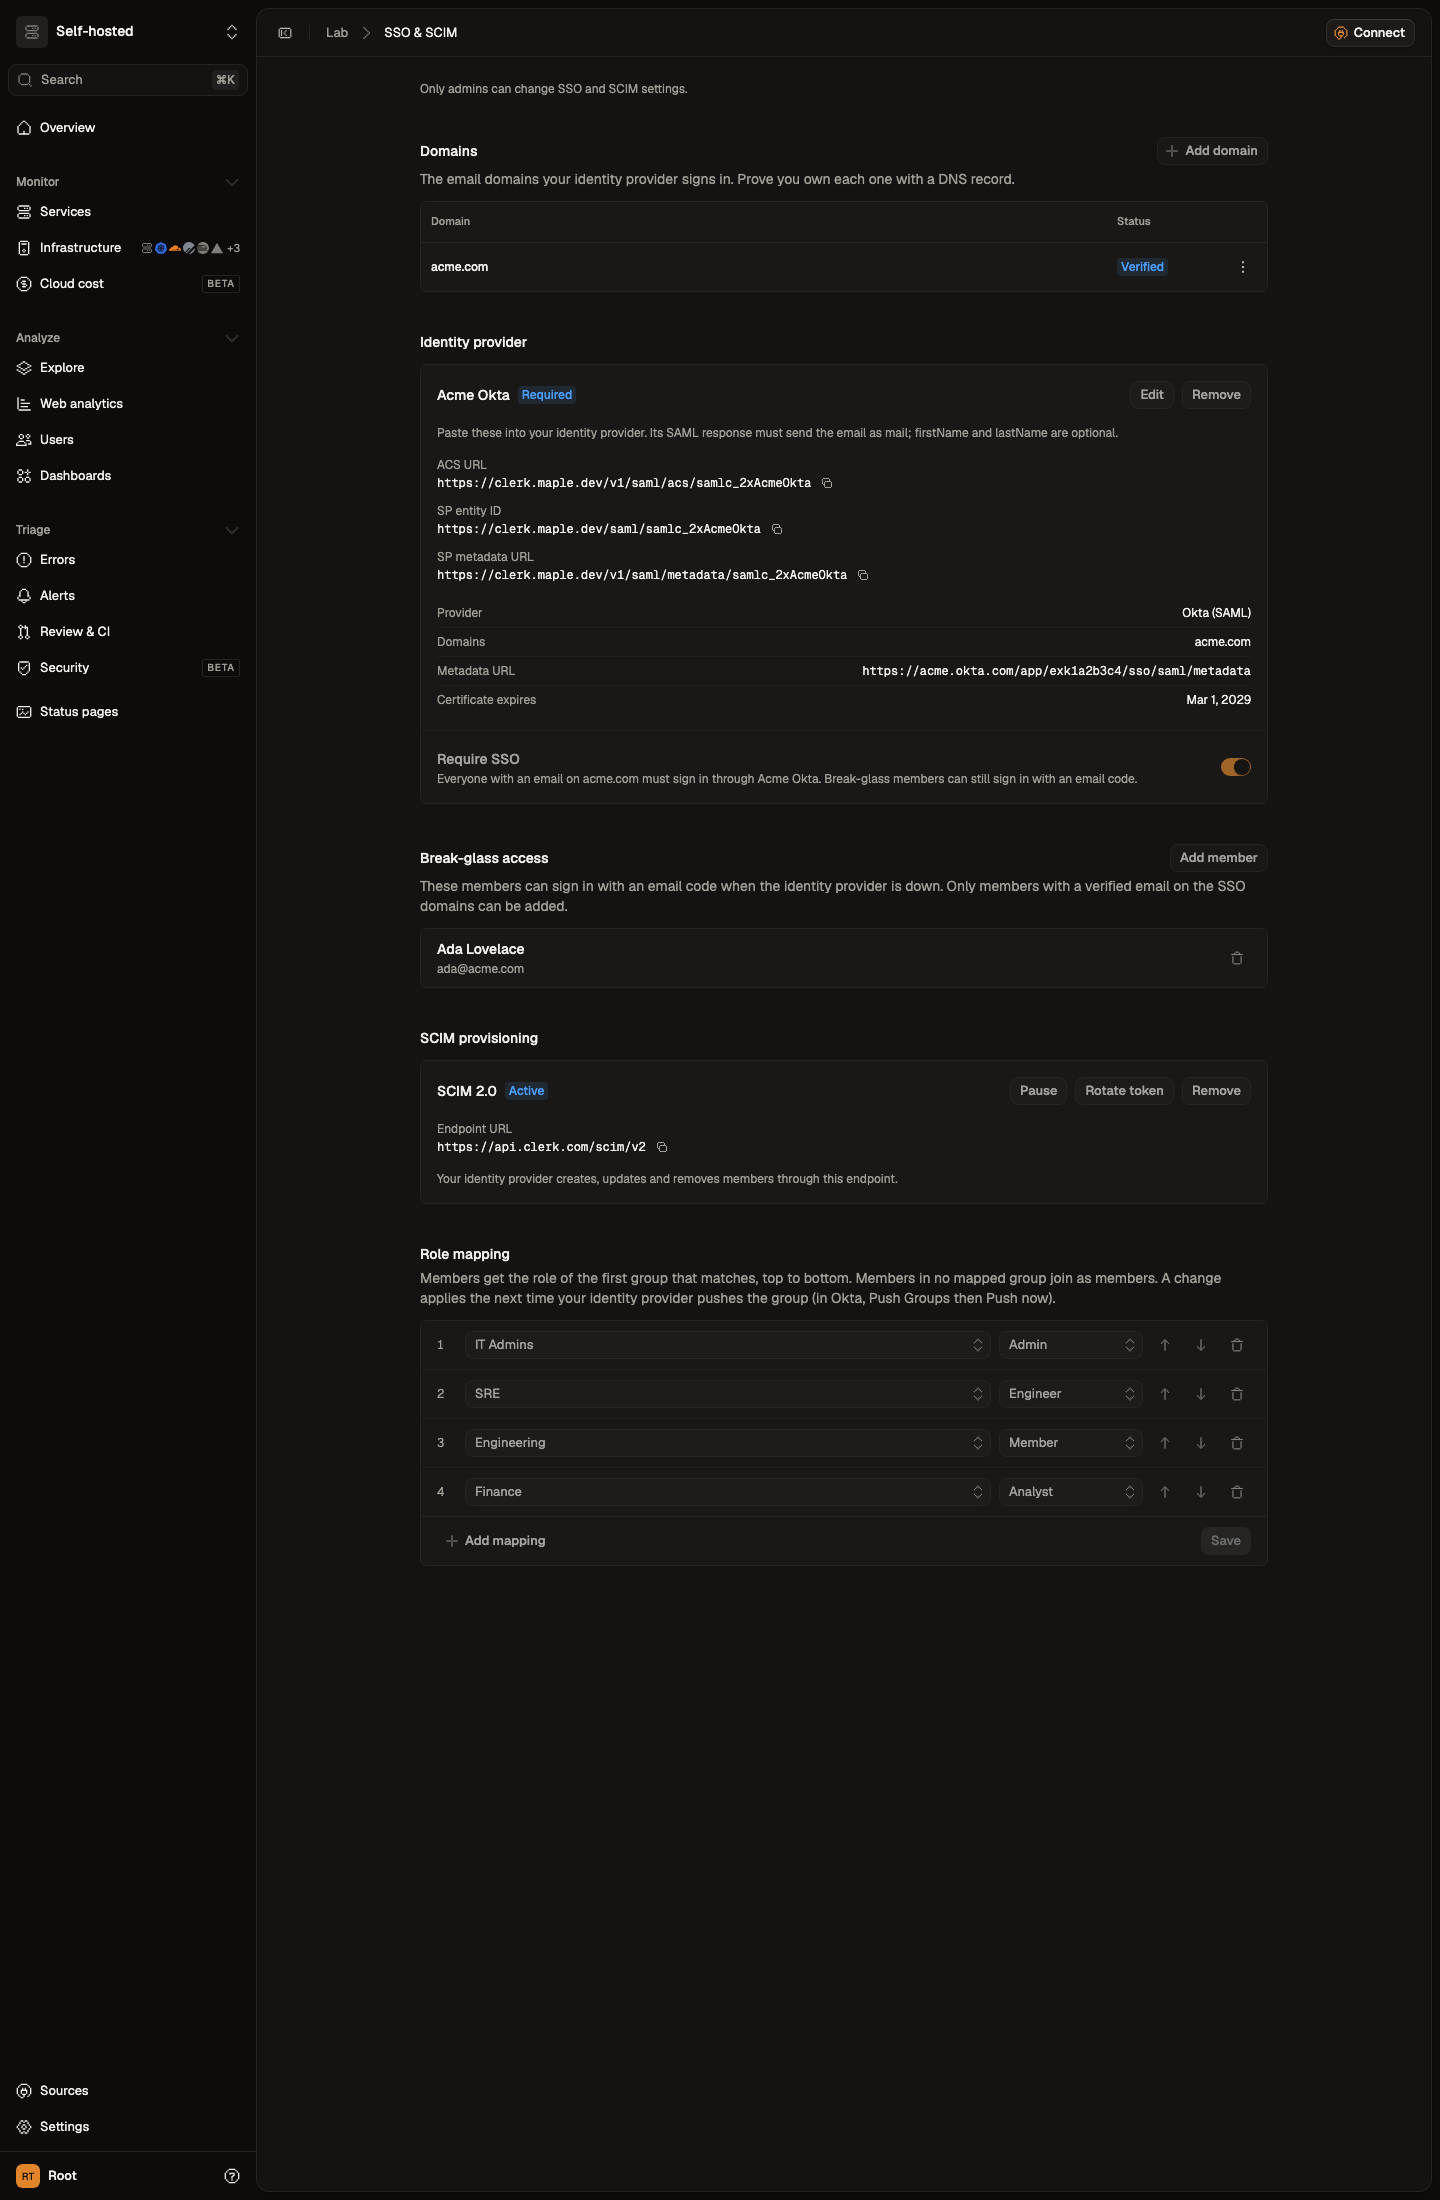 Self-hosted
Search
⌘K
Overview
Monitor
Services
Infrastructure
+3
Cloud cost
BETA
Analyze
Explore
Web analytics
Users
Dashboards
Triage
Errors
Alerts
Review & CI
Security
BETA
Status pages
Sources
Settings
RT
Root
Lab
SSO & SCIM
Connect
Only admins can change SSO and SCIM settings.
Domains
Add domain
The email domains your identity provider signs in. Prove you own each one with a DNS record.
Domain
Status
acme.com
Verified
Identity provider
Acme Okta
Required
Edit
Remove
Paste these into your identity provider. Its SAML response must send the email as mail; firstName and lastName are optional.
ACS URL
https://clerk.maple.dev/v1/saml/acs/samlc_2xAcmeOkta
SP entity ID
https://clerk.maple.dev/saml/samlc_2xAcmeOkta
SP metadata URL
https://clerk.maple.dev/v1/saml/metadata/samlc_2xAcmeOkta
Provider
Okta (SAML)
Domains
acme.com
Metadata URL
https://acme.okta.com/app/exk1a2b3c4/sso/saml/metadata
Certificate expires
Mar 1, 2029
Require SSO
Everyone with an email on acme.com must sign in through Acme Okta. Break-glass members can still sign in with an email code.
Break-glass access
Add member
These members can sign in with an email code when the identity provider is down. Only members with a verified email on the SSO
domains can be added.
Ada Lovelace
ada@acme.com
SCIM provisioning
SCIM 2.0
Active
Pause
Rotate token
Remove
Endpoint URL
https://api.clerk.com/scim/v2
Your identity provider creates, updates and removes members through this endpoint.
Role mapping
Members get the role of the first group that matches, top to bottom. Members in no mapped group join as members. A change
applies the next time your identity provider pushes the group (in Okta, Push Groups then Push now).
1
IT Admins
Admin
2
SRE
Engineer
3
Engineering
Member
4
Finance
Analyst
Add mapping
Save